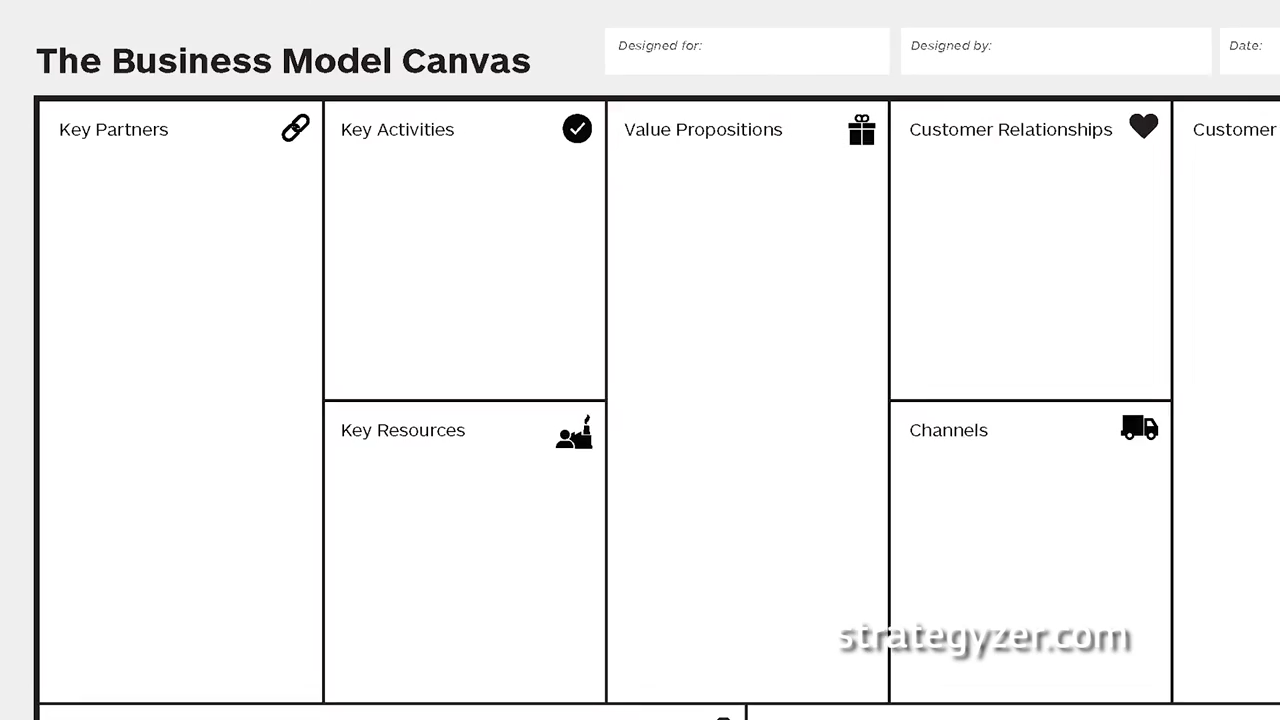 The Business Model Canvas
Designed for:
Designed by:
Date:
Key Partners
Key Activities
Value Propositions
Customer Relationships
Customer
Key Resources
Channels
strategyzer.com